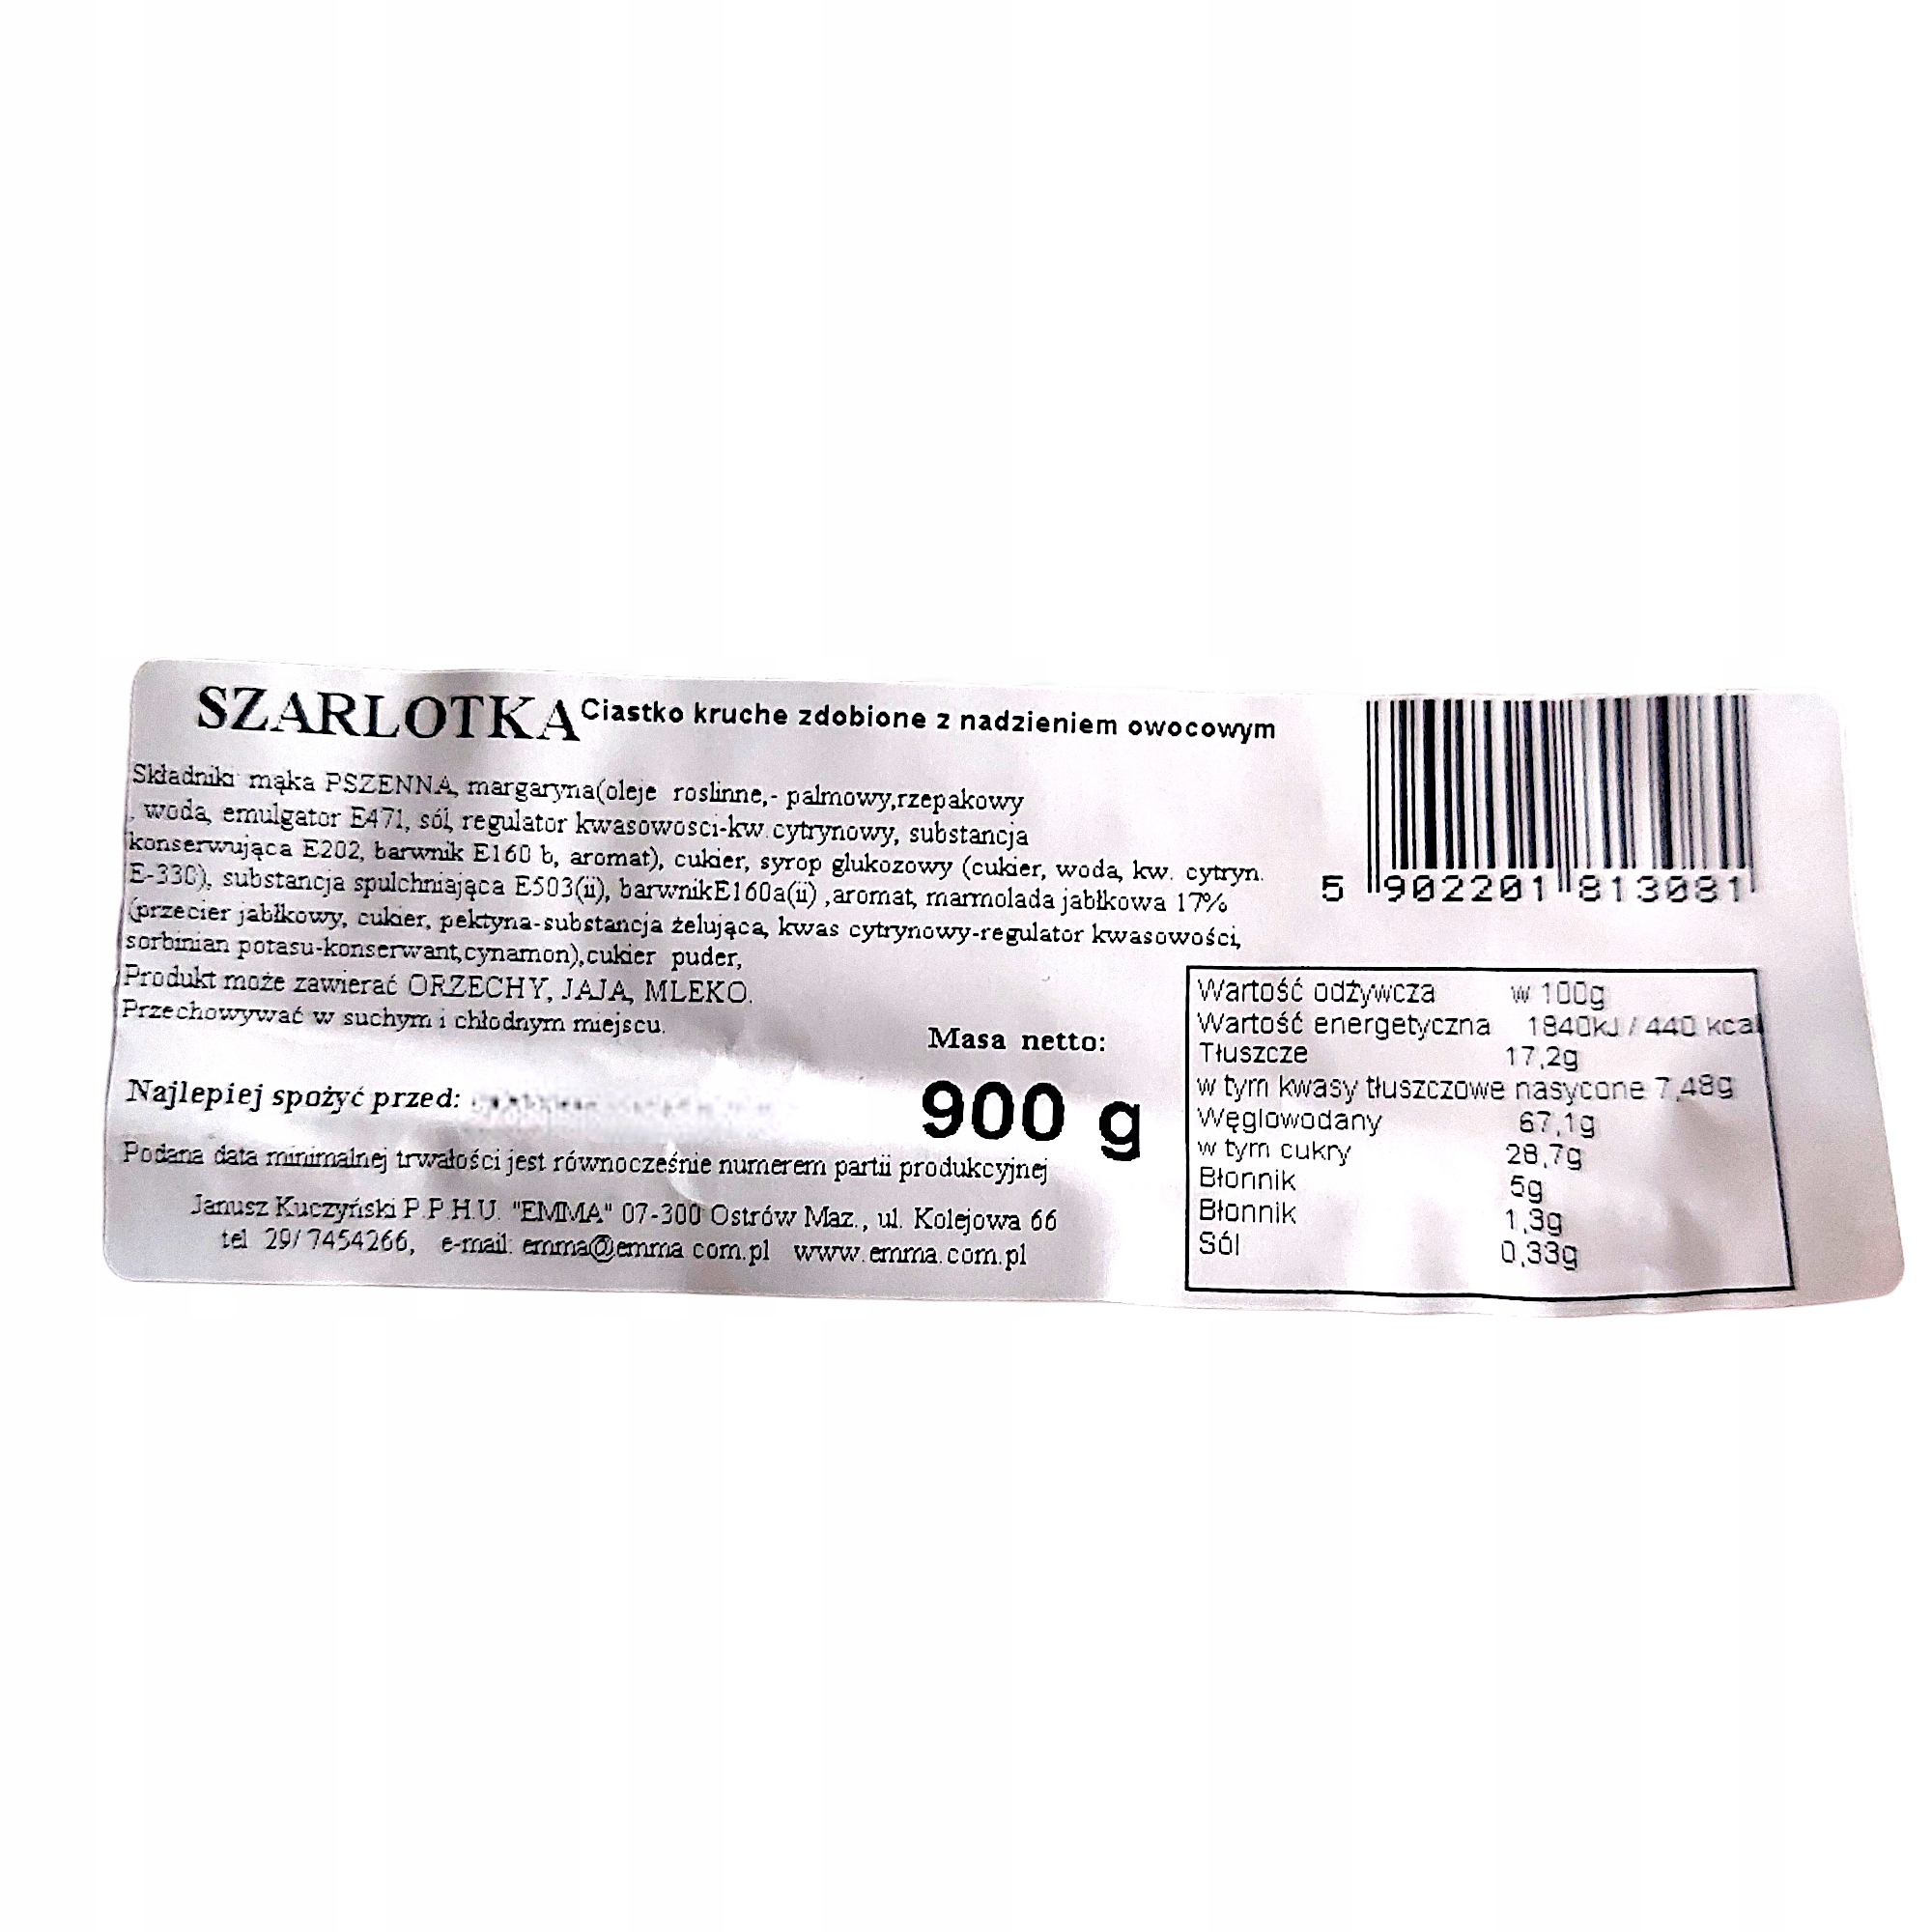 SZARLOTKA Ciastko kruche zdobione z nadzieniem owocowym
Składniki mąka PSZENNA, margaryna(oleje roslinne,- palmowy,rzepakowy
, woda, emulgator E471, sól, regulator kwasowosci-kw.cytrynowy, substancja
konserwująca E202, barwnik E160 b, aromat), cukier, syrop glukozowy (cukier, woda, kw. cytryn.
E-330), substancja spulchniająca E503(ii), barwnikE160a(ii) ,aromat, marmolada jabłkowa 17%
(przecier jabłkowy, cukier, pektyna-substancja żelująca, kwas cytrynowy-regulator kwasowości,
sorbinian potasu-konserwant,cynamon),cukier puder,
Produkt może zawierać ORZECHY, JAJA, MLEKO.
Przechowywać w suchym i chłodnym miejscu.
Masa netto:
900 g
Najlepiej spożyć przed:
Podana data minimalnej trwałości jest równocześnie numerem partii produkcyjnej
Janusz Kuczyński P.P.H.U. "EMMA" 07-300 Ostrów Maz., ul. Kolejowa 66
tel 29/7454266, e-mail: emma@emma.com.pl www.emma.com.pl
5 902201 813081
Wartość odżywcza w 100g
Wartość energetyczna 1840kJ / 440 kcal
Tłuszcze 17,2g
w tym kwasy tłuszczowe nasycone 7,48g
Węglowodany 67,1g
w tym cukry 28,7g
Błonnik 5g
Błonnik 1,3g
Sól 0,33g